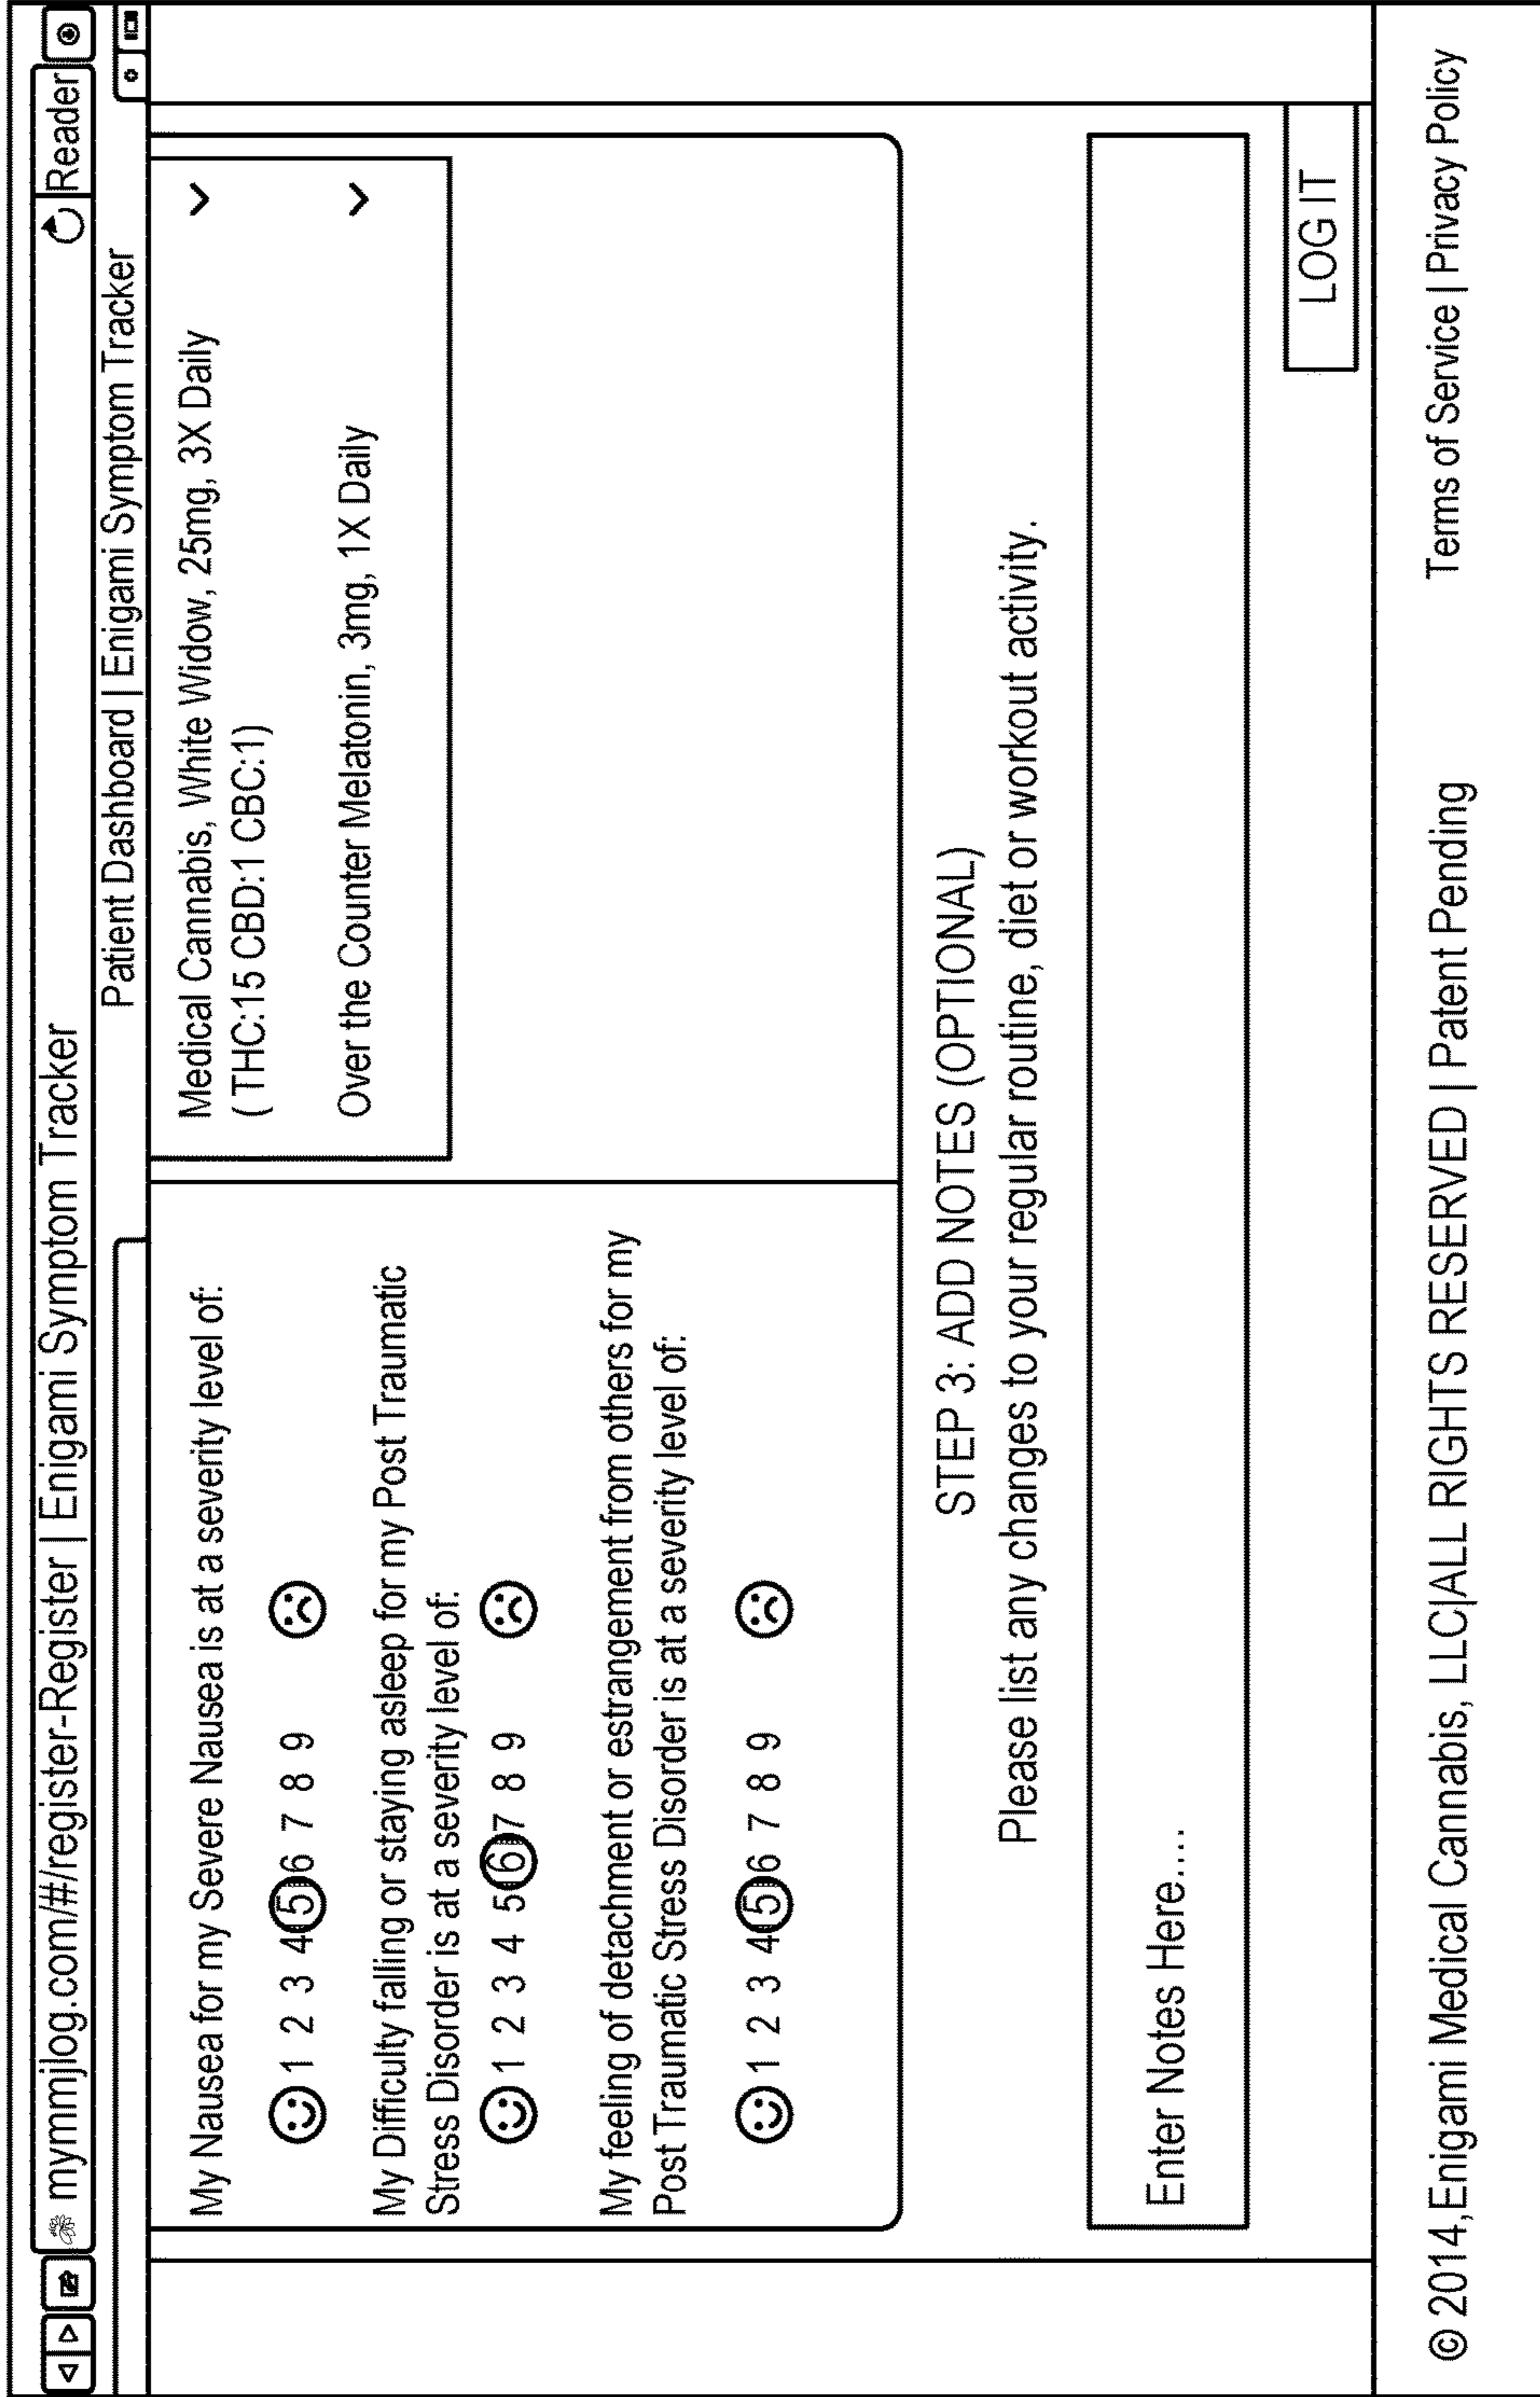 mymmjlog.com/#/register-Register | Enigami Symptom Tracker
Reader
Patient Dashboard | Enigami Symptom Tracker
My Nausea for my Severe Nausea is at a severity level of:
1 2 3 4 5 6 7 8 9
My Difficulty falling or staying asleep for my Post Traumatic
Stress Disorder is at a severity level of:
1 2 3 4 5 6 7 8 9
My feeling of detachment or estrangement from others for my
Post Traumatic Stress Disorder is at a severity level of:
1 2 3 4 5 6 7 8 9
Medical Cannabis, White Widow, 25mg, 3X Daily
( THC:15 CBD:1 CBC:1)
Over the Counter Melatonin, 3mg, 1X Daily
STEP 3: ADD NOTES (OPTIONAL)
Please list any changes to your regular routine, diet or workout activity.
Enter Notes Here....
LOG IT
© 2014,Enigami Medical Cannabis, LLC|ALL RIGHTS RESERVED | Patent Pending
Terms of Service | Privacy Policy